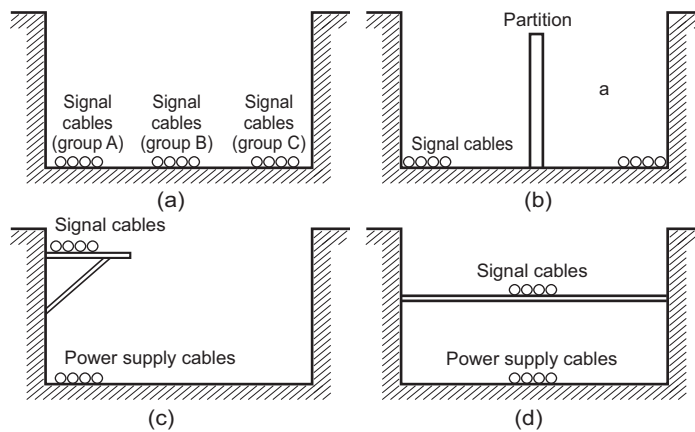 Signal
cables
(group A)
Signal
cables
(group B)
Signal
cables
(group C)
(a)
Partition
a
Signal cables
(b)
Signal cables
Power supply cables
(c)
Signal cables
Power supply cables
(d)